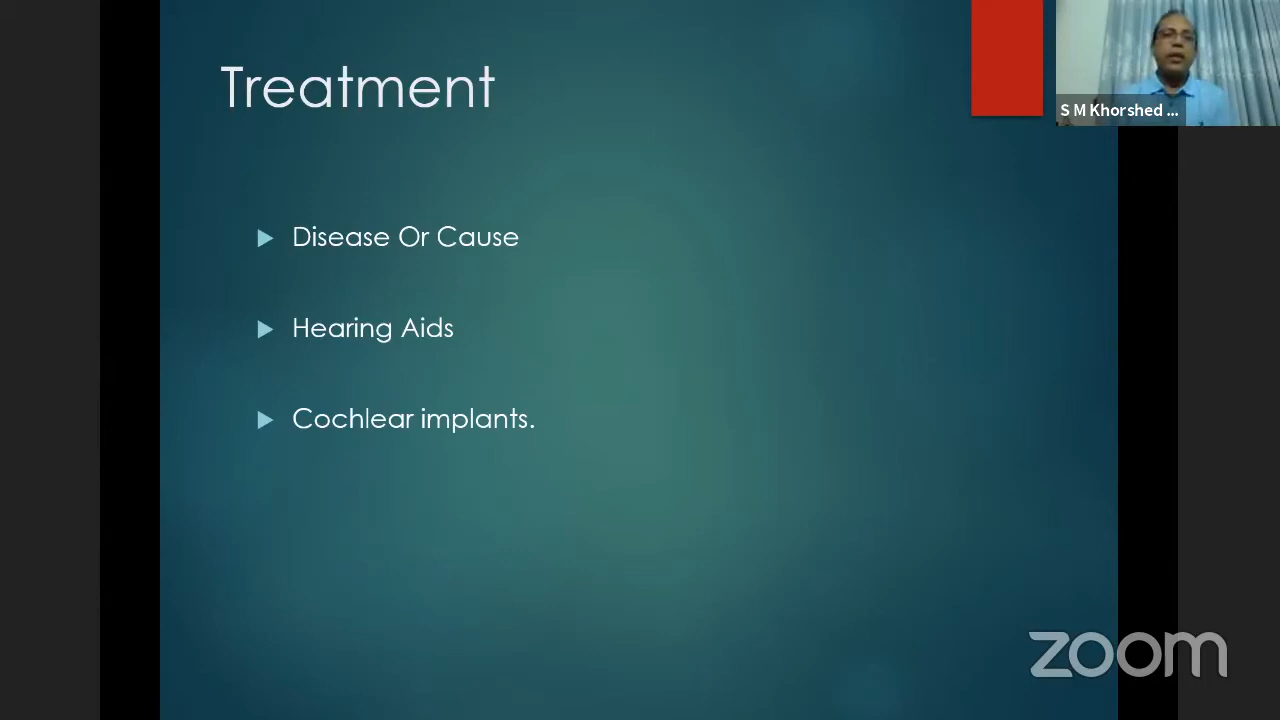 Treatment
S M Khorshed ...
Disease Or Cause
Hearing Aids
Cochlear implants.
zoom